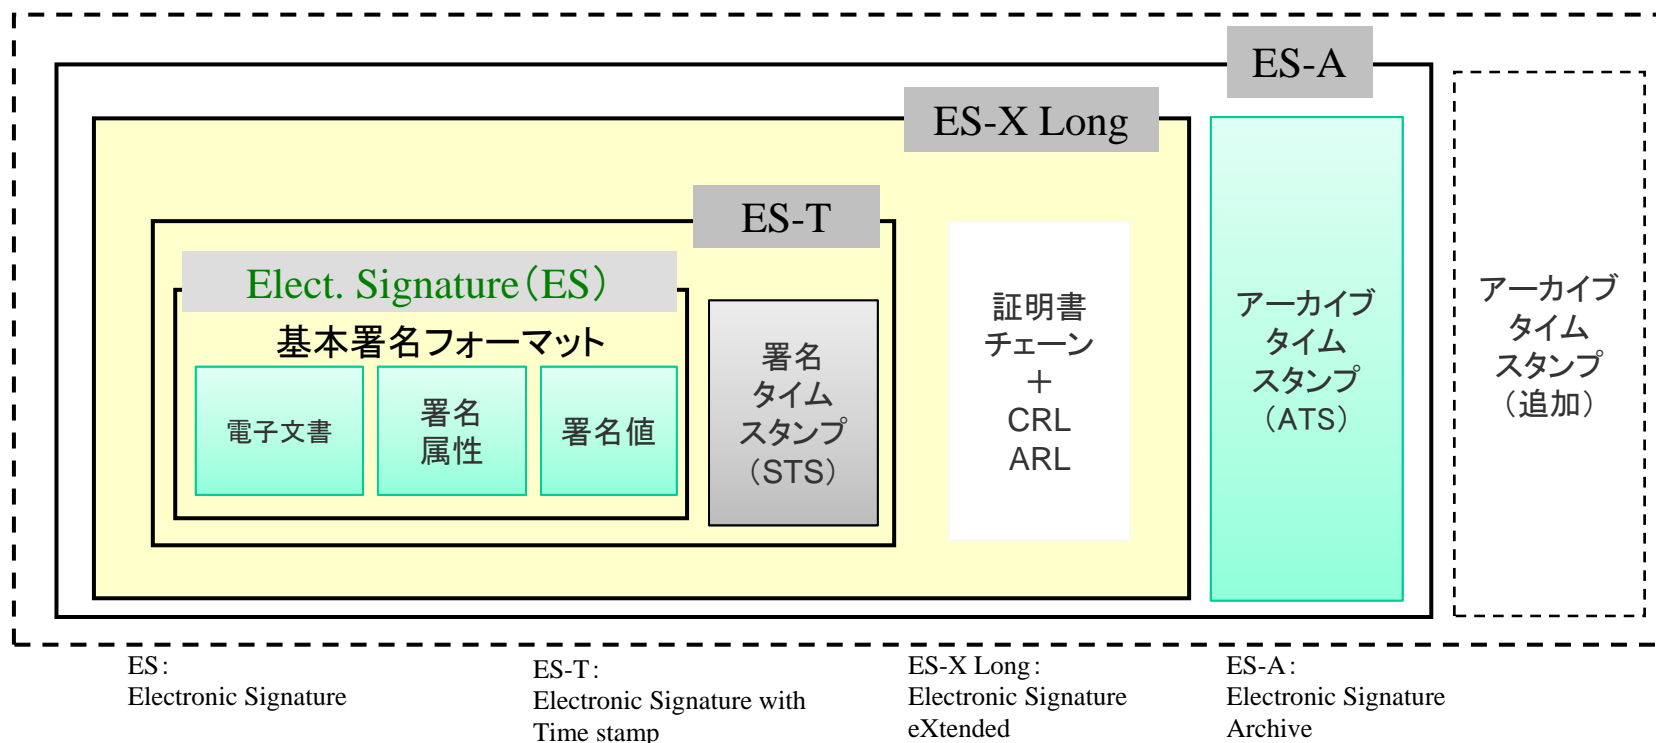 ES-A
ES-X Long
ES-T
Elect. Signature（ES）
基本署名フォーマット
電子文書
署名
属性
署名値
署名
タイム
スタンプ
（STS）
証明書
チェーン
＋
CRL
ARL
アーカイブ
タイム
スタンプ
（ATS）
アーカイブ
タイム
スタンプ
（追加）
ES：
Electronic Signature
ES-T：
Electronic Signature with
Time stamp
ES-X Long：
Electronic Signature
eXtended
ES-A：
Electronic Signature
Archive